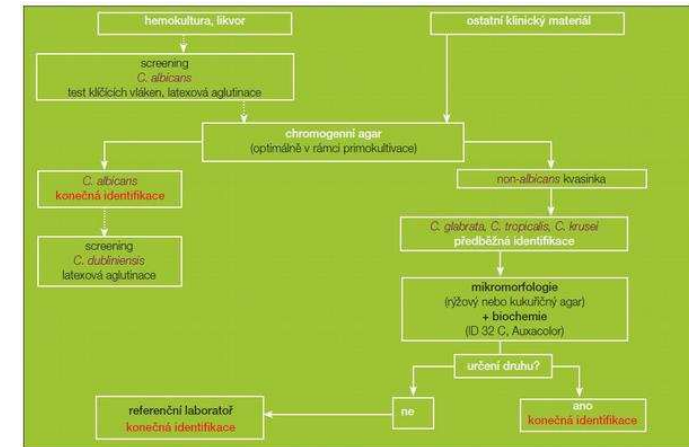 hemokultura, likvor
ostatní klinický materiál
screening
C. albicans
test klíčících vláken, latexová aglutinace
chromogenní agar
(optimálně v rámci primokultivace)
C. albicans
konečná identifikace
non-albicans kvasinka
screening
C. dubliniensis
latexová aglutinace
C. glabrata, C. tropicalis, C. krusei
předběžná identifikace
mikromorfologie
(rýžový nebo kukuřičný agar)
+ biochemie
(ID 32 C, Auxacolor)
určení druhu?
referenční laboratoř
konečná identifikace
ne
ano
konečná identifikace